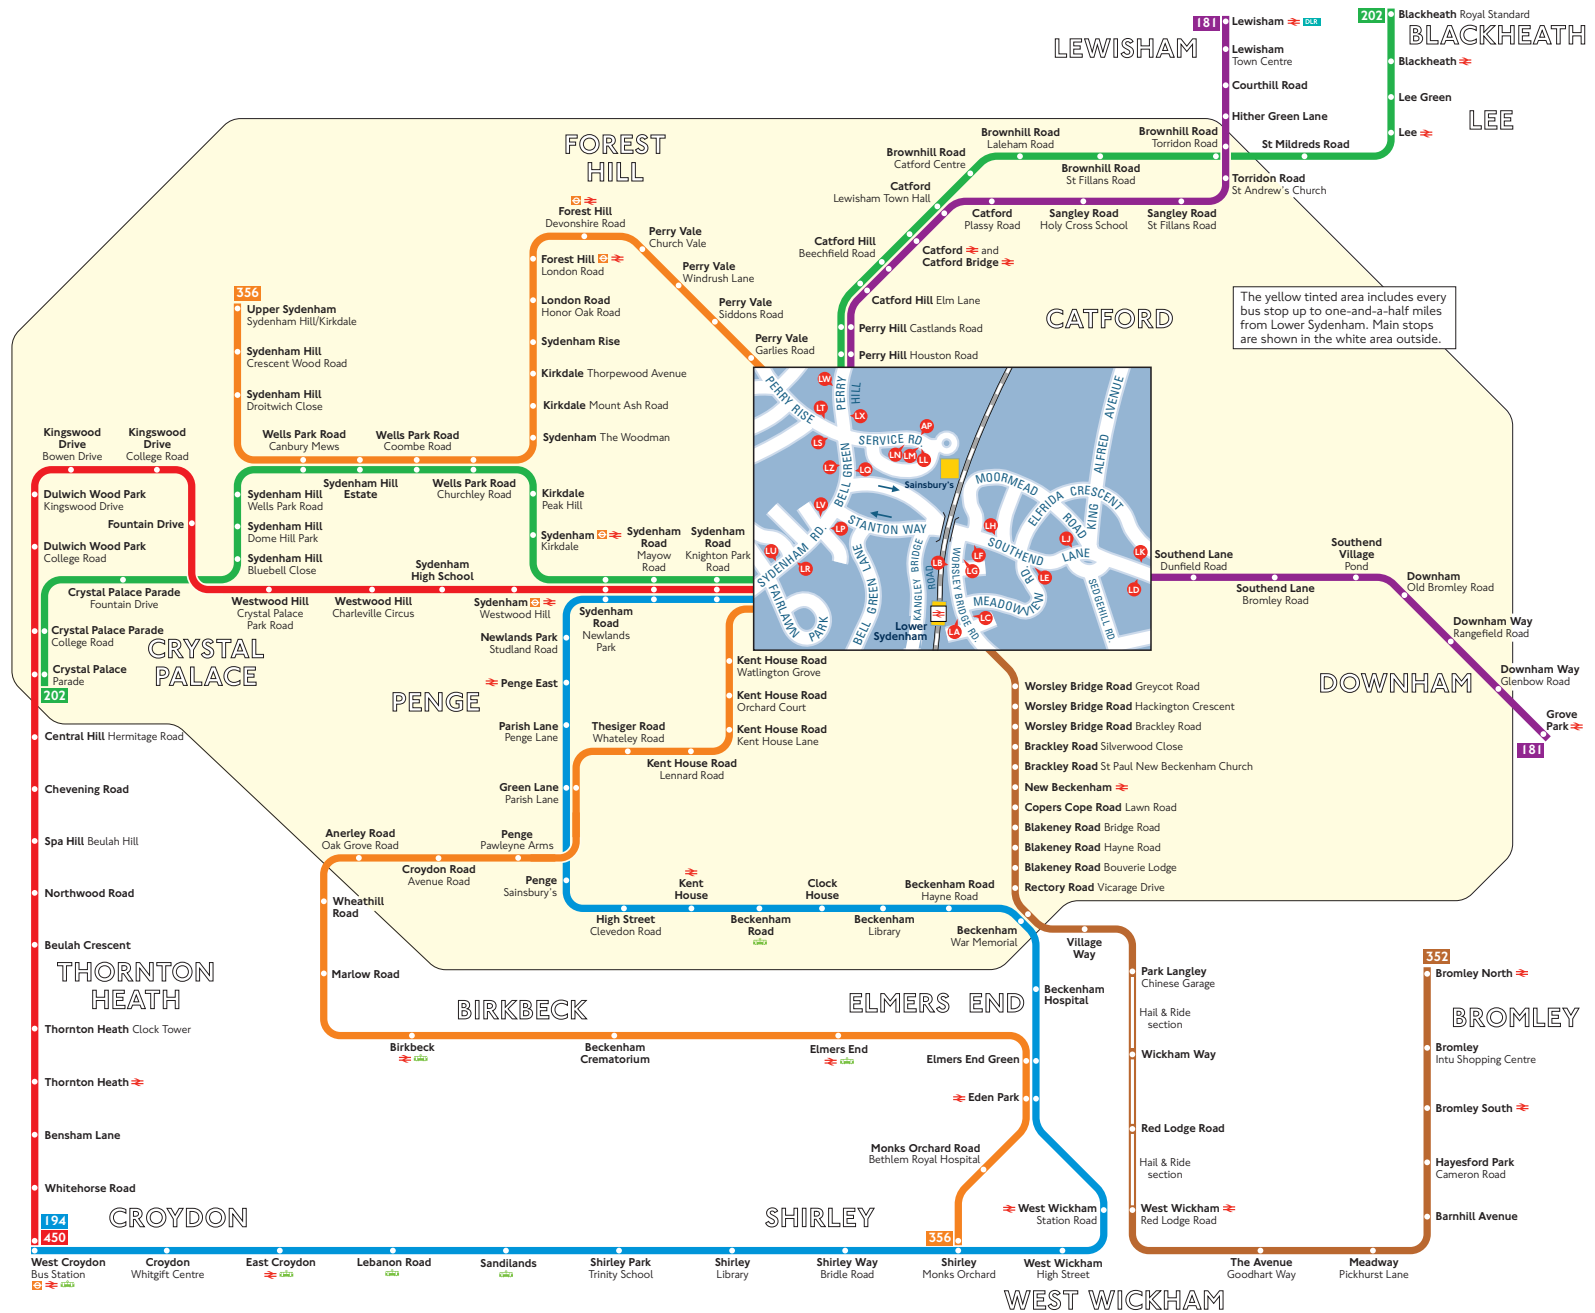 181
Lewisham
DLR
LEWISHAM
Lewisham
Town Centre
Courthill Road
Hither Green Lane
202
Blackheath Royal Standard
BLACKHEATH
Blackheath
Lee Green
LEE
Lee
St Mildreds Road
Brownhill Road
Torridon Road
Brownhill Road
Laleham Road
Brownhill Road
St Fillans Road
Brownhill Road
Catford Centre
Catford
Lewisham Town Hall
Torridon Road
St Andrew's Church
Catford
Plassy Road
Sangley Road
Holy Cross School
Sangley Road
St Fillans Road
Catford Hill
Beechfield Road
Catford and
Catford Bridge
Catford Hill Elm Lane
Perry Hill Castlands Road
Perry Hill Houston Road
CATFORD
The yellow tinted area includes every
bus stop up to one-and-a-half miles
from Lower Sydenham. Main stops
are shown in the white area outside.
FOREST
HILL
Forest Hill
Devonshire Road
Perry Vale
Church Vale
Perry Vale
Windrush Lane
Perry Vale
Siddons Road
Perry Vale
Garlies Road
Forest Hill
London Road
London Road
Honor Oak Road
Sydenham Rise
Kirkdale Thorpewood Avenue
Kirkdale Mount Ash Road
Sydenham The Woodman
356
Upper Sydenham
Sydenham Hill/Kirkdale
Sydenham Hill
Crescent Wood Road
Sydenham Hill
Droitwich Close
Wells Park Road
Canbury Mews
Wells Park Road
Coombe Road
Sydenham Hill
Estate
Wells Park Road
Churchley Road
Kingswood
Drive
Bowen Drive
Kingswood
Drive
College Road
Dulwich Wood Park
Kingswood Drive
Fountain Drive
Dulwich Wood Park
College Road
Sydenham Hill
Wells Park Road
Sydenham Hill
Dome Hill Park
Sydenham Hill
Bluebell Close
Kirkdale
Peak Hill
Sydenham
Kirkdale
Sydenham
Road
Mayow
Road
Sydenham
Road
Knighton Park
Road
Crystal Palace Parade
Fountain Drive
Westwood Hill
Crystal Palace
Park Road
Sydenham
High School
Westwood Hill
Charleville Circus
Sydenham
Westwood Hill
Sydenham
Road
Newlands
Park
Crystal Palace Parade
College Road
CRYSTAL
PALACE
Crystal Palace
Parade
202
Newlands Park
Studland Road
Penge East
PENGE
Parish Lane
Penge Lane
Green Lane
Parish Lane
Thesiger Road
Whateley Road
Kent House Road
Lennard Road
Kent House Road
Watlington Grove
Kent House Road
Orchard Court
Kent House Road
Kent House Lane
PERRY RISE
PERRY
HILL
LW
LT
LX
LS
AP
SERVICE RD.
LN
LM
LL
LZ
LQ
Sainsbury's
BELL GREEN
LV
LP
STANTON WAY
LU
LR
SYDENHAM RD.
FAIRLAWN
PARK
BELL GREEN LANE
KANGLEY BRIDGE
ROAD
WORSLEY BRIDGE RD.
LB
Lower
Sydenham
LA
LC
MEADOWVIEW
RD.
LF
LG
LH
LE
LJ
LK
LD
MOORMEAD
ROAD
ELFRIDA CRESCENT
SOUTHEND
LANE
KING ALFRED AVENUE
SEDGEHILL RD.
Southend Lane
Dunfield Road
Southend Lane
Bromley Road
Southend
Village
Pond
Downham
Old Bromley Road
Downham Way
Rangefield Road
Downham Way
Glenbow Road
DOWNHAM
Grove
Park
181
Worsley Bridge Road Greycot Road
Worsley Bridge Road Hackington Crescent
Worsley Bridge Road Brackley Road
Brackley Road Silverwood Close
Brackley Road St Paul New Beckenham Church
New Beckenham
Copers Cope Road Lawn Road
Blakeney Road Bridge Road
Blakeney Road Hayne Road
Blakeney Road Bouverie Lodge
Rectory Road Vicarage Drive
Central Hill Hermitage Road
Chevening Road
Spa Hill Beulah Hill
Northwood Road
Beulah Crescent
THORNTON
HEATH
Thornton Heath Clock Tower
Thornton Heath
Bensham Lane
Whitehorse Road
Anerley Road
Oak Grove Road
Croydon Road
Avenue Road
Penge
Pawleyne Arms
Penge
Sainsbury's
Wheathill
Road
Marlow Road
High Street
Clevedon Road
Kent
House
Beckenham
Road
Clock
House
Beckenham
Library
Beckenham Road
Hayne Road
Beckenham
War Memorial
Village
Way
Park Langley
Chinese Garage
Hail & Ride
section
Wickham Way
Red Lodge Road
Hail & Ride
section
West Wickham
Red Lodge Road
BIRKBECK
ELMERS END
Beckenham
Hospital
Birkbeck
Beckenham
Crematorium
Elmers End
Elmers End Green
Eden Park
Monks Orchard Road
Bethlem Royal Hospital
West Wickham
Station Road
352
Bromley North
BROMLEY
Bromley
Intu Shopping Centre
Bromley South
Hayesford Park
Cameron Road
Barnhill Avenue
194
450
CROYDON
SHIRLEY
356
West Croydon
Bus Station
Croydon
Whitgift Centre
East Croydon
Lebanon Road
Sandilands
Shirley Park
Trinity School
Shirley
Library
Shirley Way
Bridle Road
Shirley
Monks Orchard
West Wickham
High Street
The Avenue
Goodhart Way
Meadway
Pickhurst Lane
WEST WICKHAM